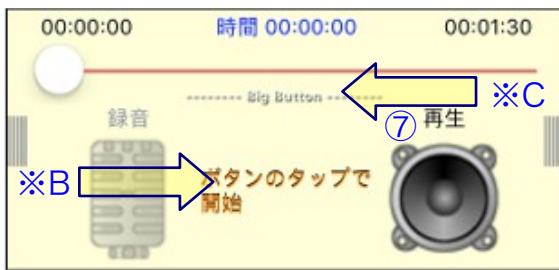 00:00:00 時間 00:00:00 00:01:30
-------- Big Button --------
※C
録音 ⑦ 再生
※B ボタンのタップで
開始